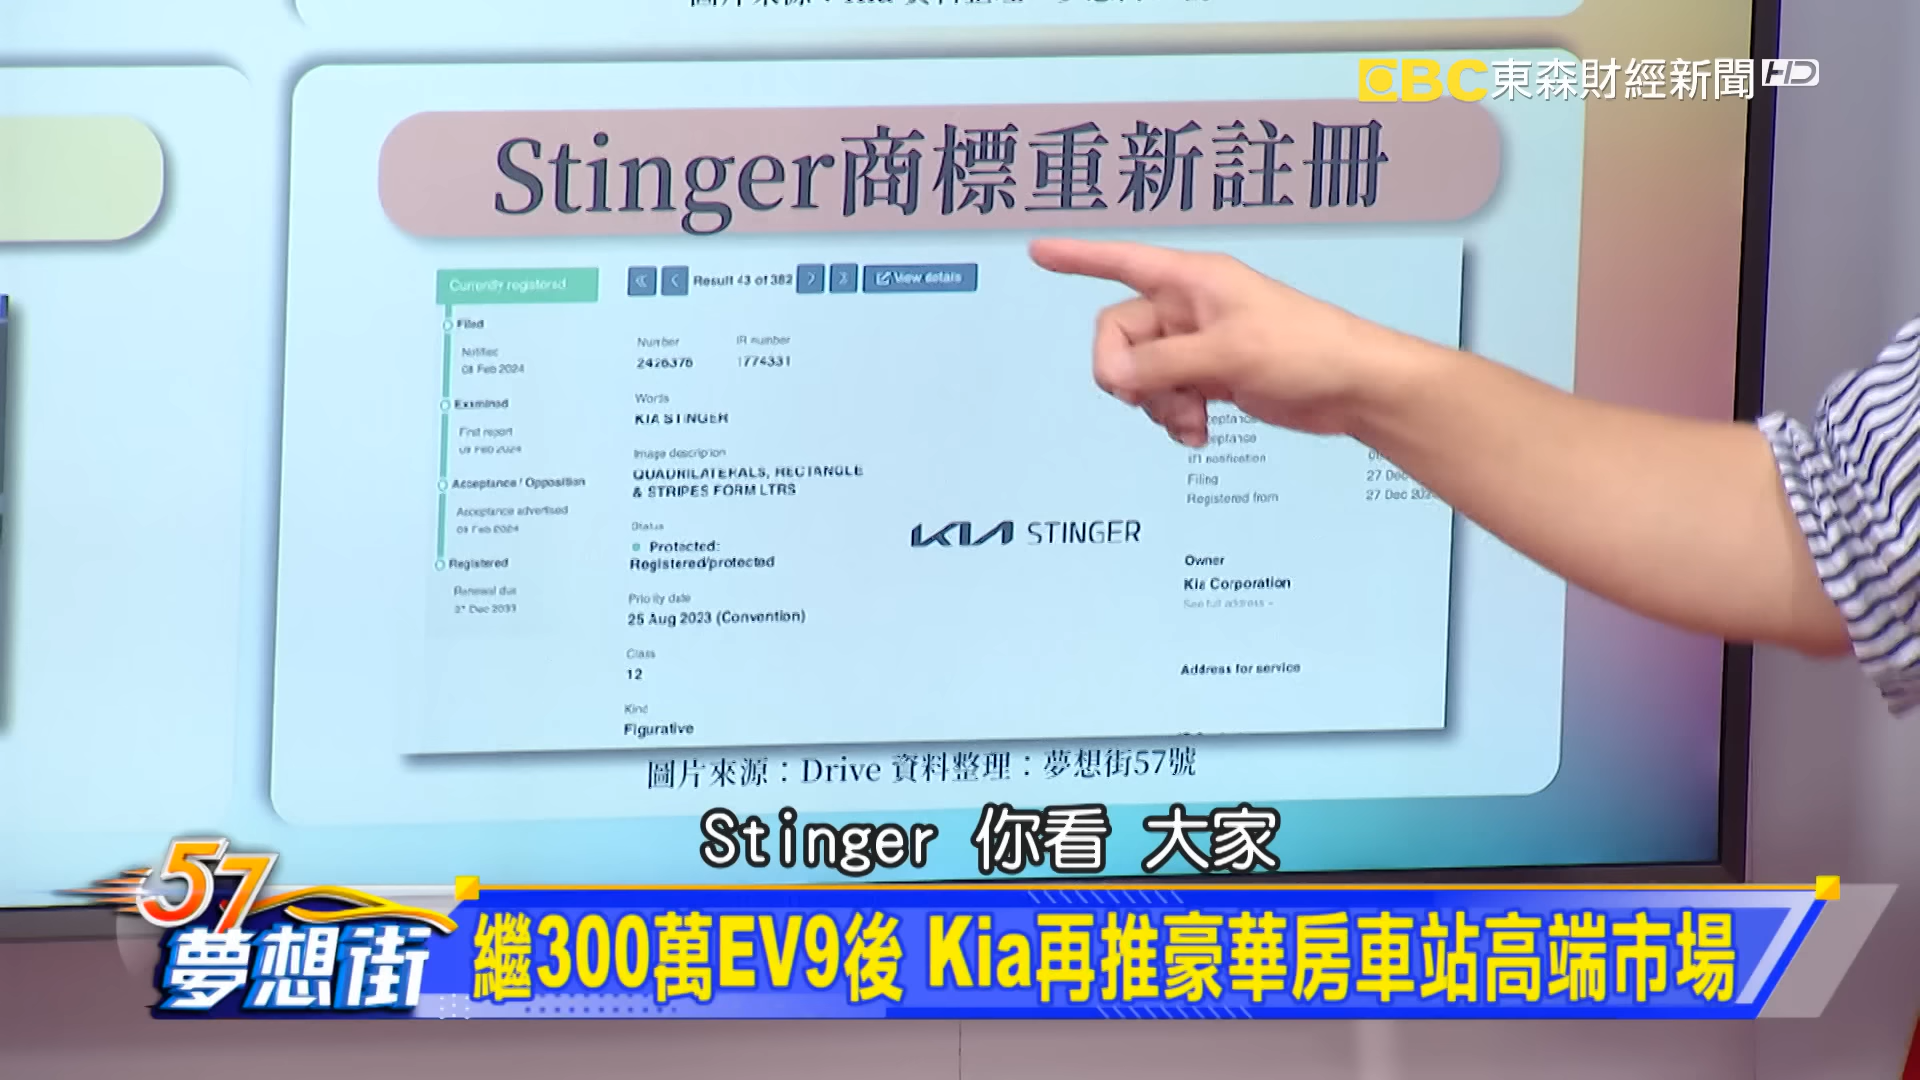 EBC東森財經新聞HD
Stinger商標重新註冊
Currently registered
Result 43 of 382
View details
Filed
Notified
08 Feb 2024
Examined
First report
09 Feb 2024
Acceptance / Opposition
Acceptance advertised
Registered
Renewal due
Number
2426376
IR number
1774331
Words
KIA STINGER
Image description
QUADRILATERALS, RECTANGLE
& STRIPES FORM LTRS
Status
Protected:
Registered/protected
Priority date
25 Aug 2023 (Convention)
Class
12
Kind
Figurative
KIA STINGER
IR notification
Filing
27 Dec
Registered from
27 Dec
Owner
Kia Corporation
See full address
Address for service
圖片來源：Drive 資料整理：夢想街57號
Stinger 你看 大家
57夢想街
繼300萬EV9後 Kia再推豪華房車站高端市場